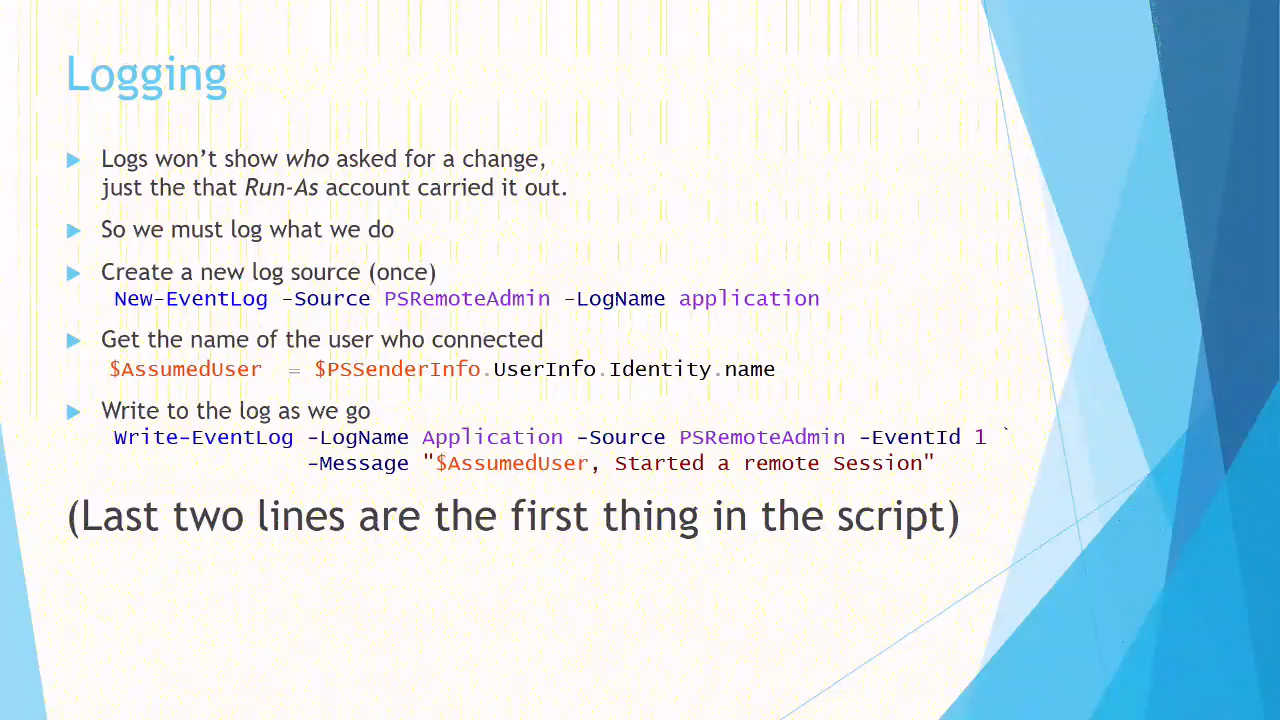 Logging
Logs won’t show who asked for a change,
just the that Run-As account carried it out.
So we must log what we do
Create a new log source (once)
New-EventLog -Source PSRemoteAdmin -LogName application
Get the name of the user who connected
$AssumedUser = $PSSenderInfo.UserInfo.Identity.name
Write to the log as we go
Write-EventLog -LogName Application -Source PSRemoteAdmin -EventId 1 `
-Message "$AssumedUser, Started a remote Session"
(Last two lines are the first thing in the script)